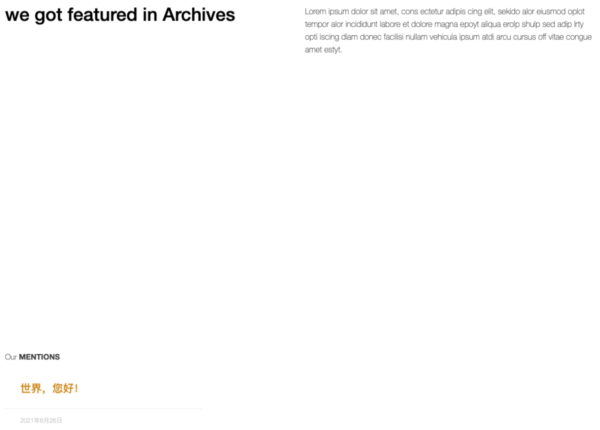 we got featured in Archives
Lorem ipsum dolor sit amet, cons ectetur adipis cing elit, sekido alor eiusmod oplot
tempor alor incididunt labore et dolore magna epoyt aliqua erolp shulp sed adip lrty
opti iscing diam donec facilisi nullam vehicula ipsum atdi arcu cursus off vitae congue
amet estyt.
Our MENTIONS
世界，您好！
2021年6月26日